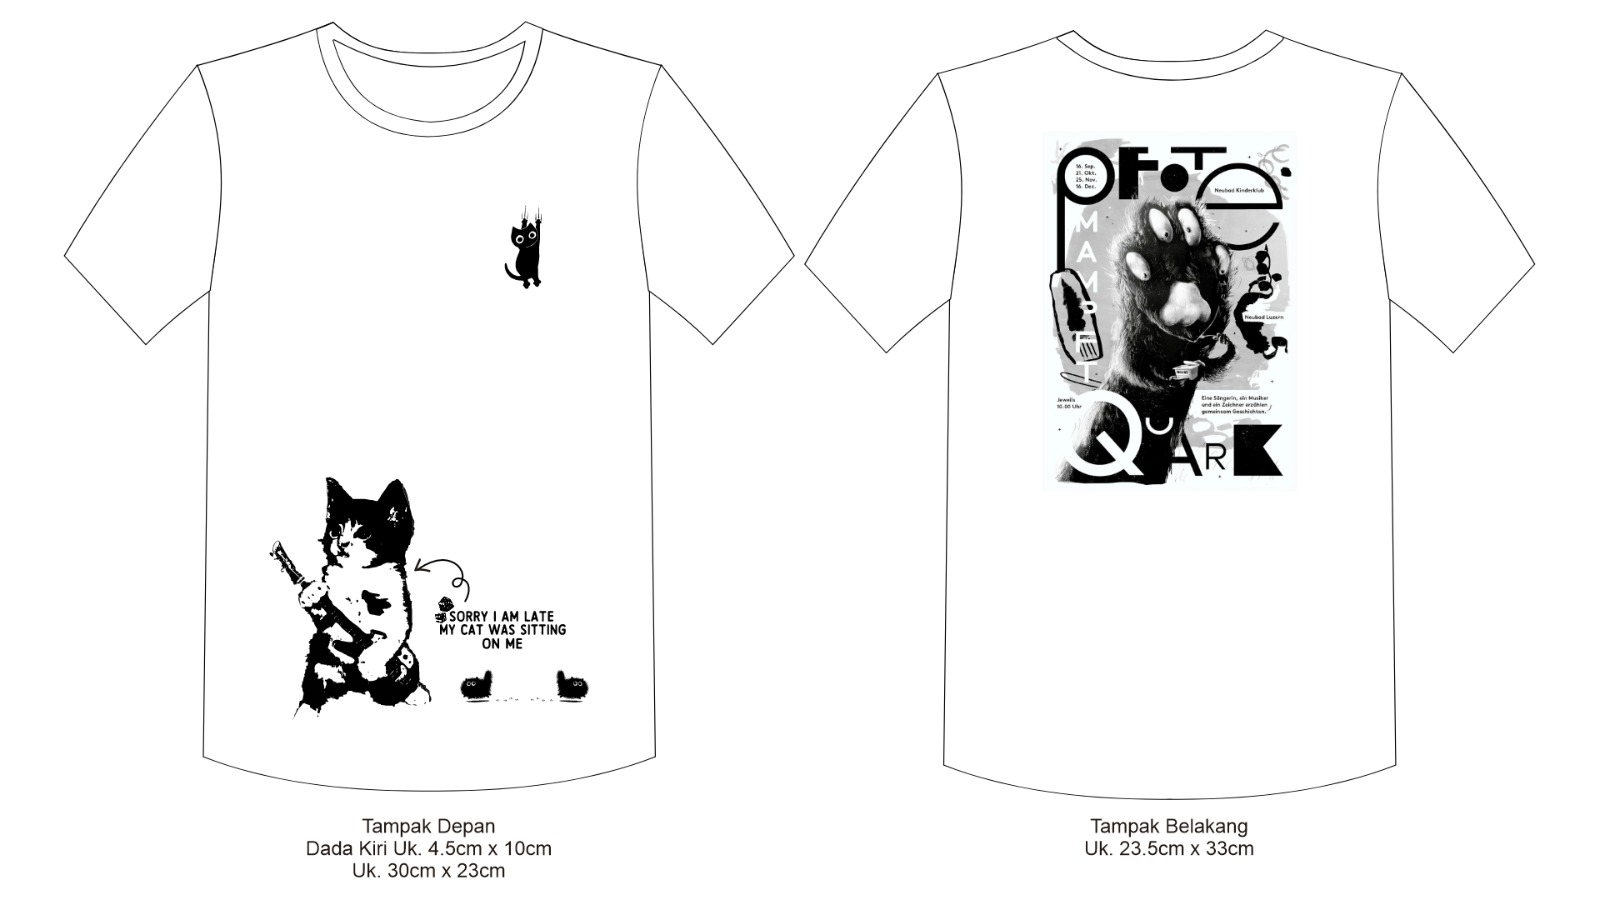 SORRY I AM LATE
MY CAT WAS SITTING
ON ME
Tampak Depan
Dada Kiri Uk. 4.5cm x 10cm
Uk. 30cm x 23cm
PFOTE
16. Sep.
21. Okt.
25. Nov.
16. Dez.
Neubad Kinderklub
MAMPFT
Neubad Luzern
Jeweils
10.00 Uhr
Eine Sängerin, ein Musiker
und ein Zeichner erzählen
gemeinsam Geschichten.
QUARK
Tampak Belakang
Uk. 23.5cm x 33cm